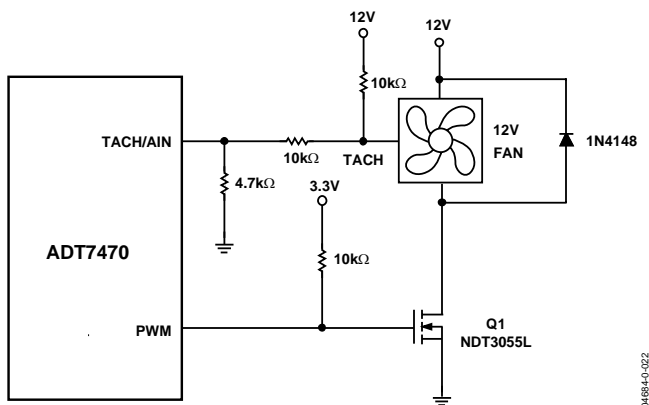 12V
12V
10kΩ
TACH/AIN
10kΩ
TACH
12V
FAN
1N4148
4.7kΩ
3.3V
ADT7470
10kΩ
PWM
Q1
NDT3055L
04684-0-022